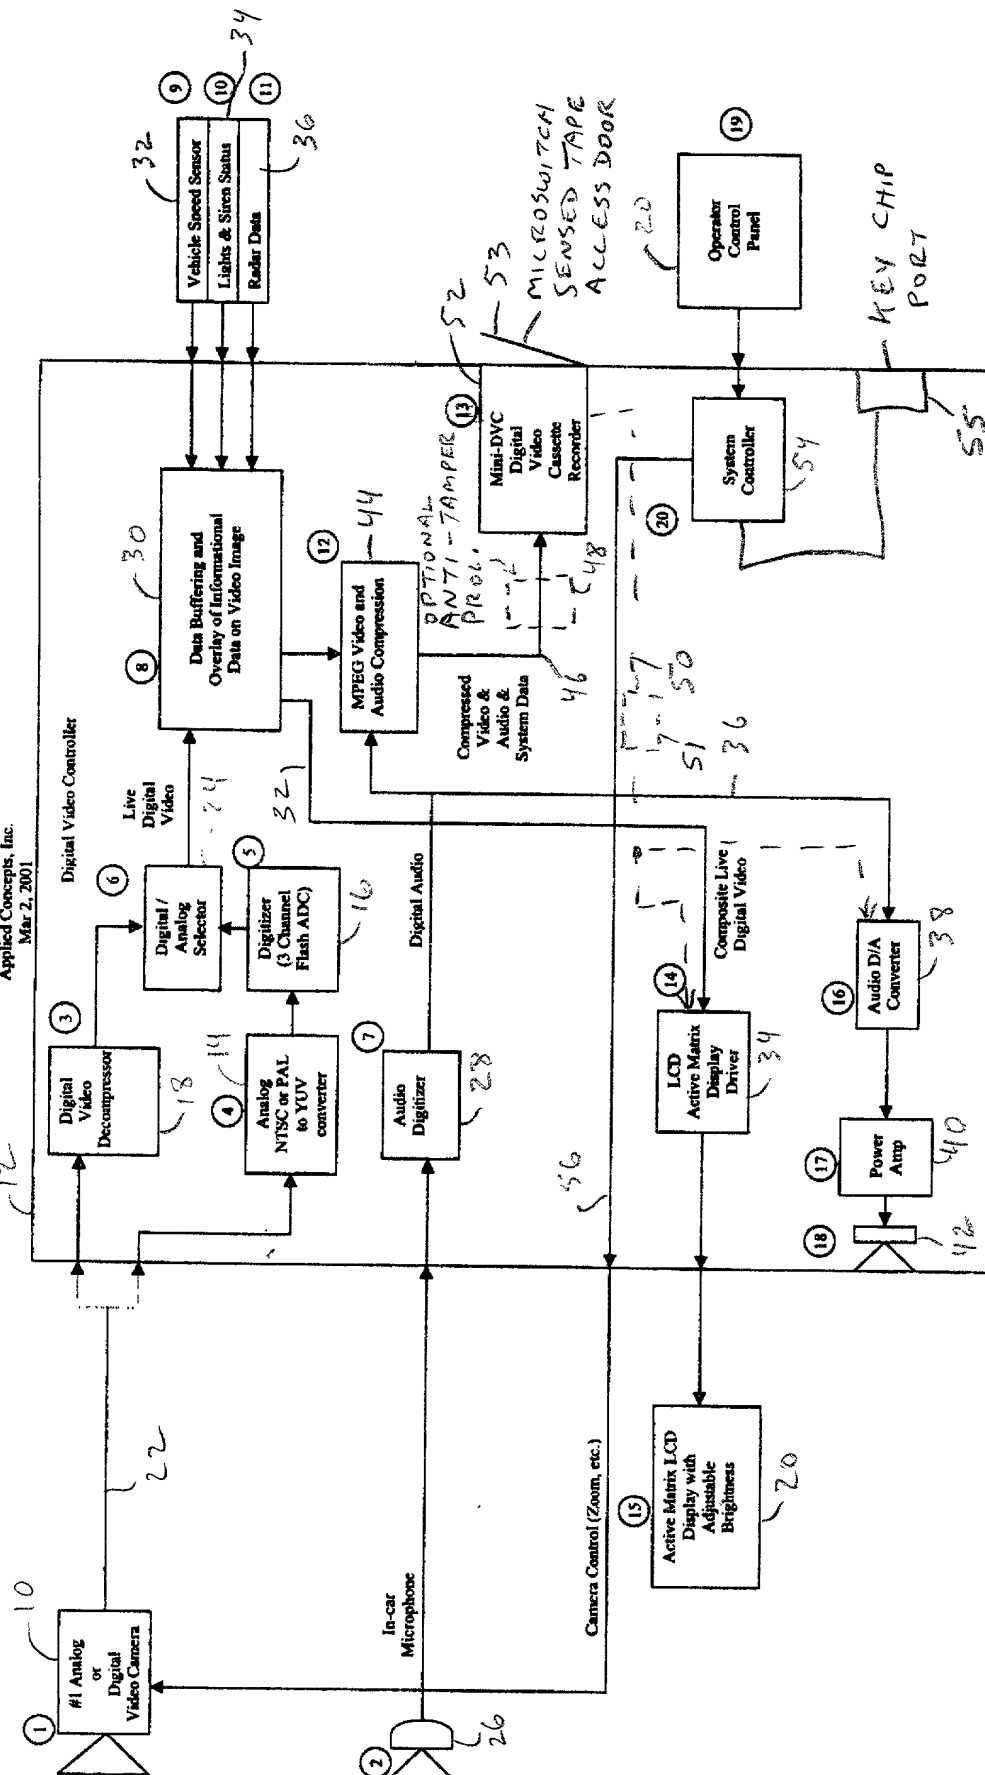 Applied Concepts, Inc.
Mar 2, 2001
Digital Video Controller
12
1
#1 Analog
or
Digital
Video Camera
10
22
2
26
In-car
Microphone
Camera Control (Zoom, etc.)
3
Digital
Video
Decompressor
18
4
Analog
NTSC or PAL
to YUV
converter
14
5
Digitizer
(3 Channel
Flash ADC)
16
6
Digital /
Analog
Selector
24
Live
Digital
Video
7
Audio
Digitizer
28
Digital Audio
8
Data Buffering and
Overlay of Informational
Data on Video Image
30
32
9
Vehicle Speed Sensor
32
10
Lights & Siren Status
34
11
Radar Data
36
12
MPEG Video and
Audio Compression
44
OPTIONAL
ANTI-TAMPER
PROL.
48
Compressed
Video &
Audio &
System Data
46
13
Mini-DVC
Digital
Video
Cassette
Recorder
52
53
MICROSWITCH
SENSED TAPE
ACCESS DOOR
51
50
36
14
LCD
Active Matrix
Display
Driver
34
Composite Live
Digital Video
15
Active Matrix LCD
Display with
Adjustable
Brightness
20
16
Audio D/A
Converter
38
17
Power
Amp
40
18
42
56
19
Operator
Control
Panel
20
20
System
Controller
54
KEY CHIP
PORT
55